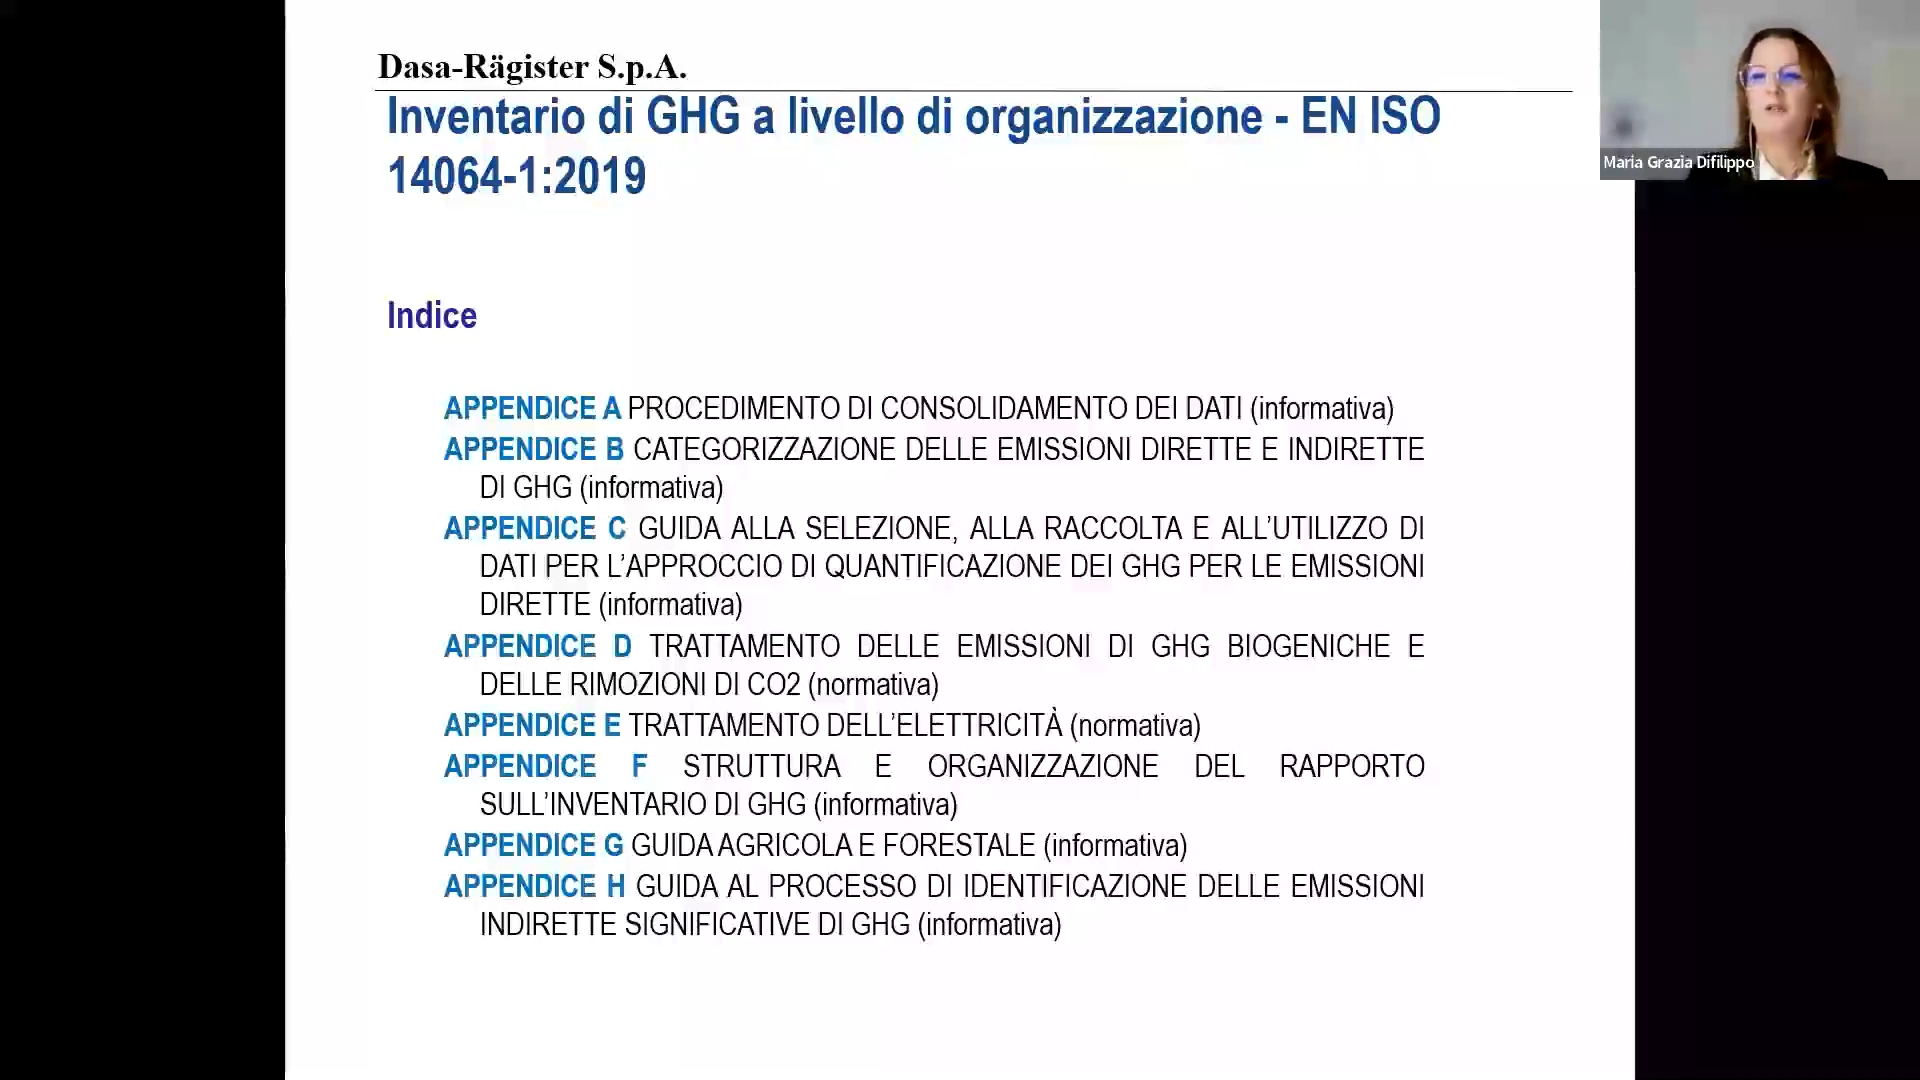 Dasa-Rägister S.p.A.
Inventario di GHG a livello di organizzazione - EN ISO
14064-1:2019
Maria Grazia Difilippo
Indice
APPENDICE A PROCEDIMENTO DI CONSOLIDAMENTO DEI DATI (informativa)
APPENDICE B CATEGORIZZAZIONE DELLE EMISSIONI DIRETTE E INDIRETTE
DI GHG (informativa)
APPENDICE C GUIDA ALLA SELEZIONE, ALLA RACCOLTA E ALL’UTILIZZO DI
DATI PER L’APPROCCIO DI QUANTIFICAZIONE DEI GHG PER LE EMISSIONI
DIRETTE (informativa)
APPENDICE D TRATTAMENTO DELLE EMISSIONI DI GHG BIOGENICHE E
DELLE RIMOZIONI DI CO2 (normativa)
APPENDICE E TRATTAMENTO DELL’ELETTRICITÀ (normativa)
APPENDICE F STRUTTURA E ORGANIZZAZIONE DEL RAPPORTO
SULL’INVENTARIO DI GHG (informativa)
APPENDICE G GUIDA AGRICOLA E FORESTALE (informativa)
APPENDICE H GUIDA AL PROCESSO DI IDENTIFICAZIONE DELLE EMISSIONI
INDIRETTE SIGNIFICATIVE DI GHG (informativa)